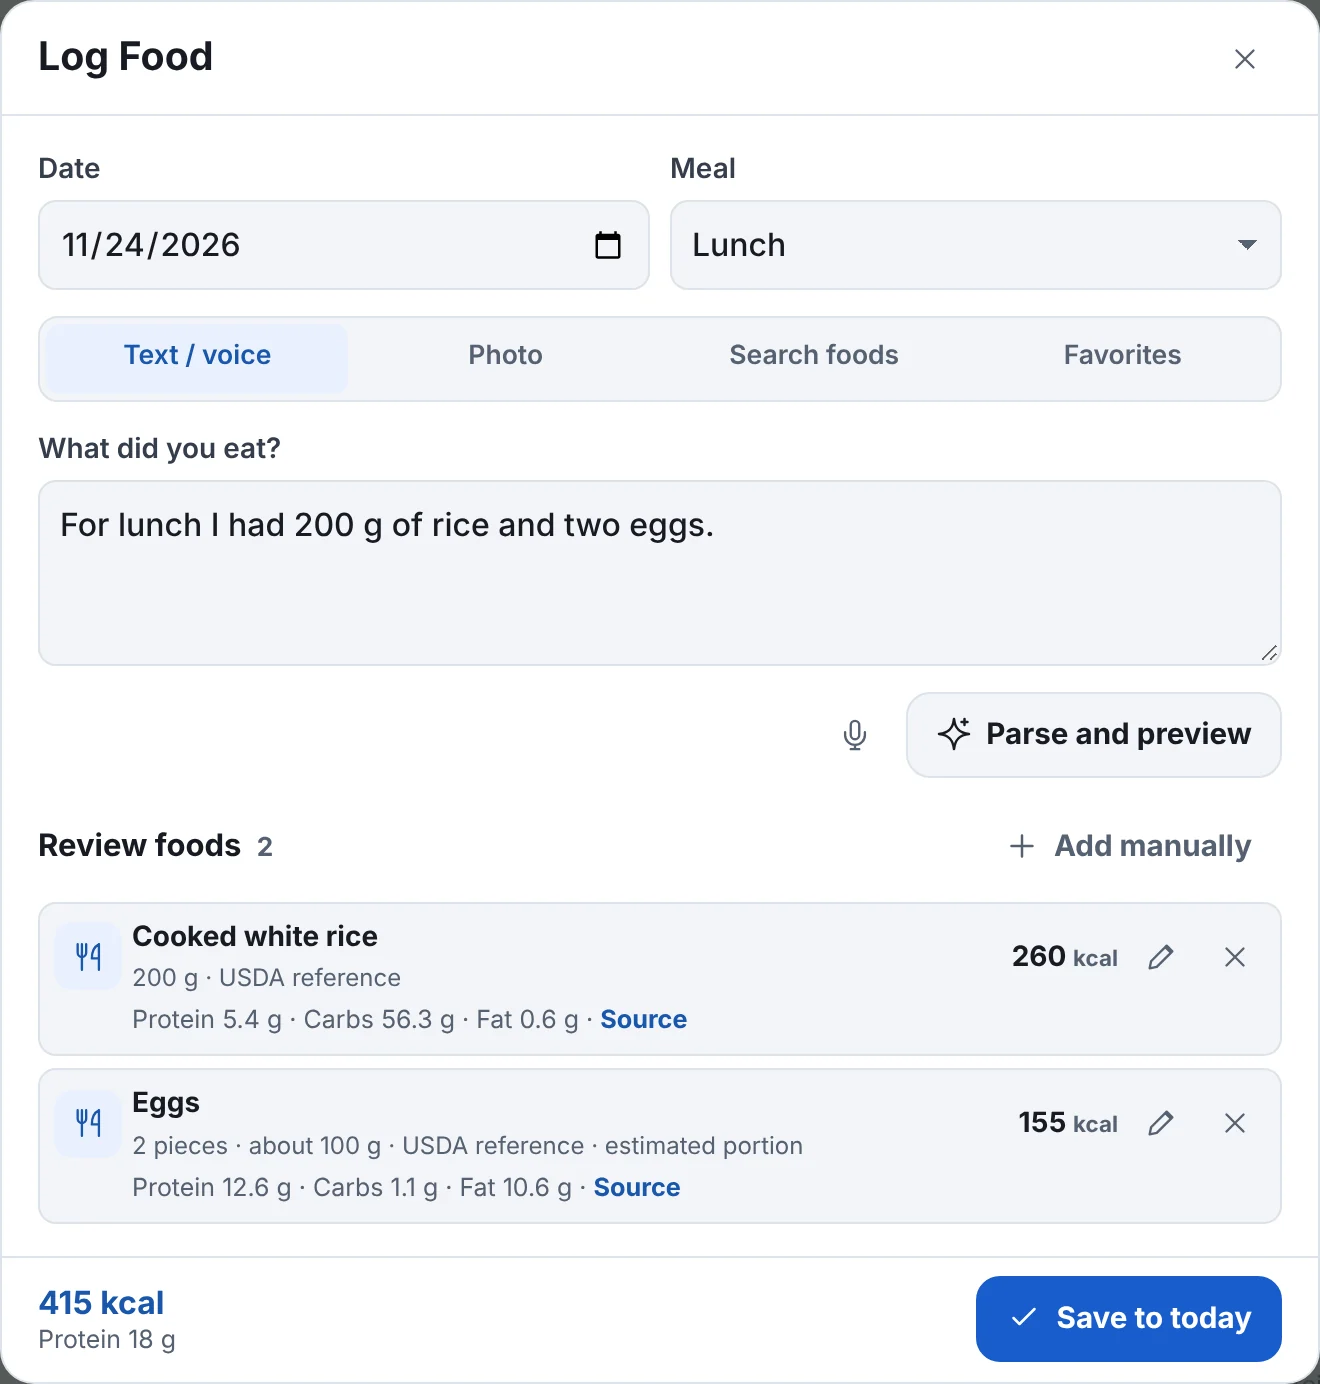 Log Food
Date
Meal
11/24/2026
Lunch
Text / voice
Photo
Search foods
Favorites
What did you eat?
For lunch I had 200 g of rice and two eggs.
Parse and preview
Review foods 2
Add manually
Cooked white rice
260 kcal
200 g · USDA reference
Protein 5.4 g · Carbs 56.3 g · Fat 0.6 g · Source
Eggs
155 kcal
2 pieces · about 100 g · USDA reference · estimated portion
Protein 12.6 g · Carbs 1.1 g · Fat 10.6 g · Source
415 kcal
Protein 18 g
Save to today